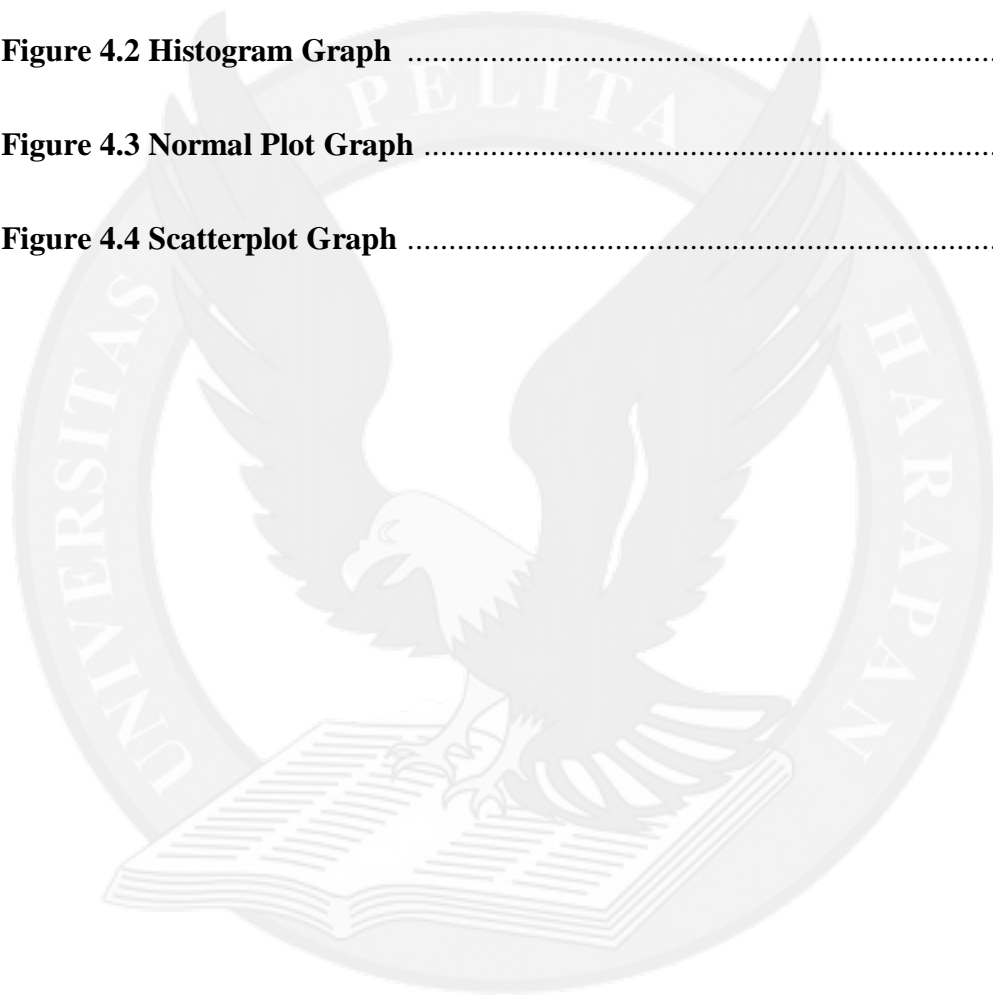 Figure 4.2 Histogram Graph ......................................................................
Figure 4.3 Normal Plot Graph ....................................................................
Figure 4.4 Scatterplot Graph ......................................................................
UNIVERSITAS PELITA HARAPAN